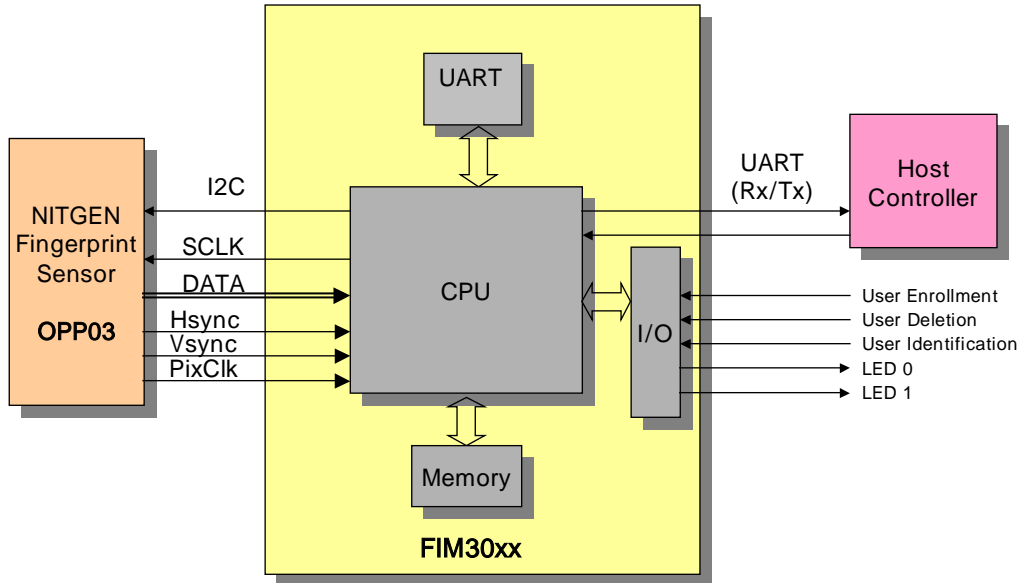 UART
NITGEN
Fingerprint
Sensor
OPP03
I2C
SCLK
DATA
Hsync
Vsync
PixClk
CPU
Memory
FIM30xx
I/O
UART
(Rx/Tx)
Host
Controller
User Enrollment
User Deletion
User Identification
LED 0
LED 1